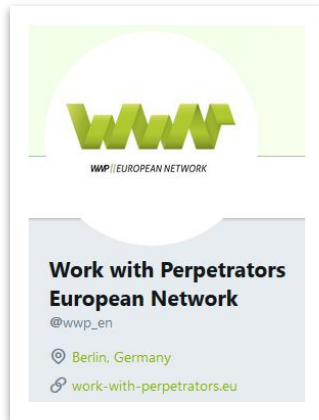 WWP
WWP||EUROPEAN NETWORK
Work with Perpetrators
European Network
@wwp_en
Berlin, Germany
work-with-perpetrators.eu